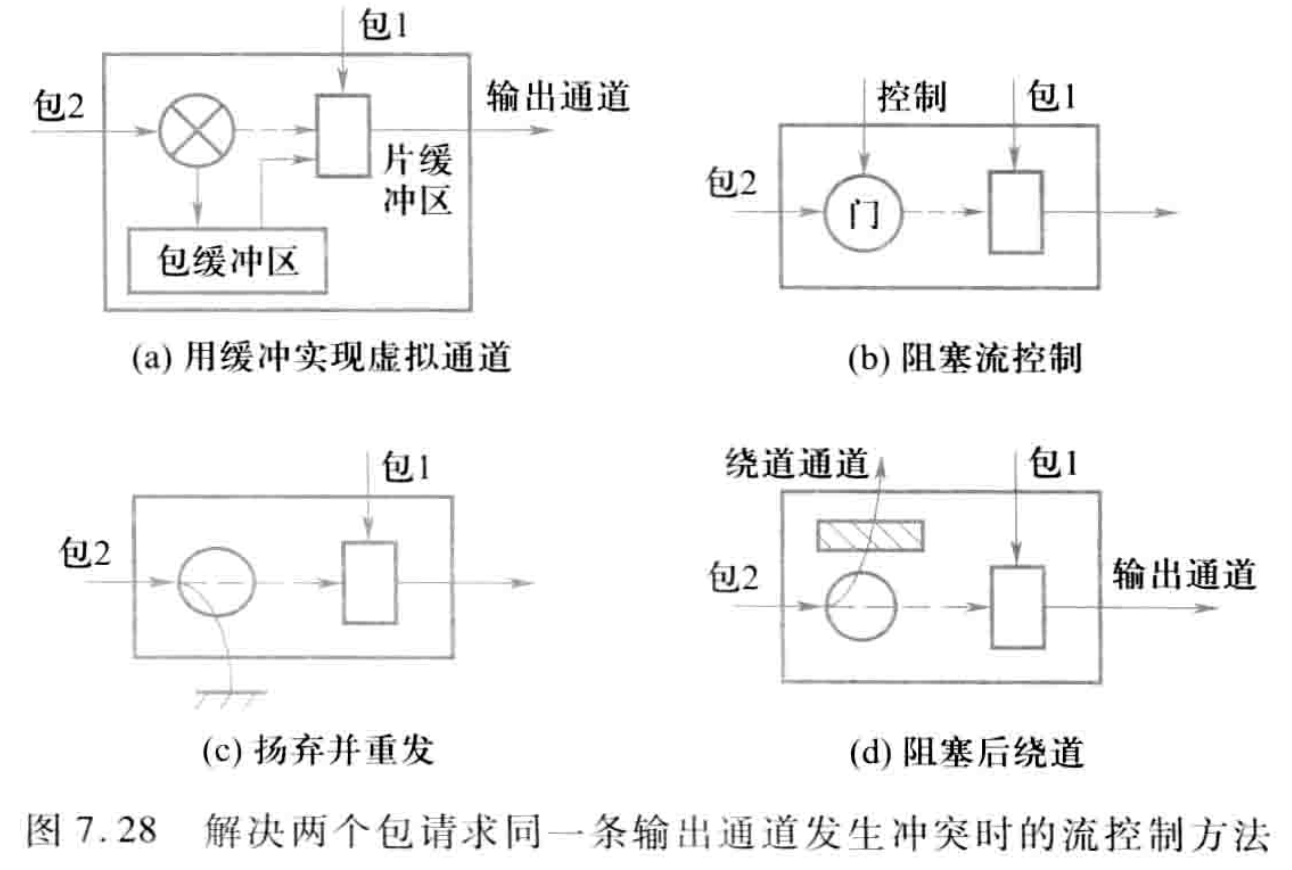 包1
包2
输出通道
片缓
冲区
包缓冲区
(a) 用缓冲实现虚拟通道
控制
包1
包2
门
(b) 阻塞流控制
包1
包2
(c) 扬弃并重发
绕道通道
包1
包2
输出通道
(d) 阻塞后绕道
图 7.28 解决两个包请求同一条输出通道发生冲突时的流控制方法